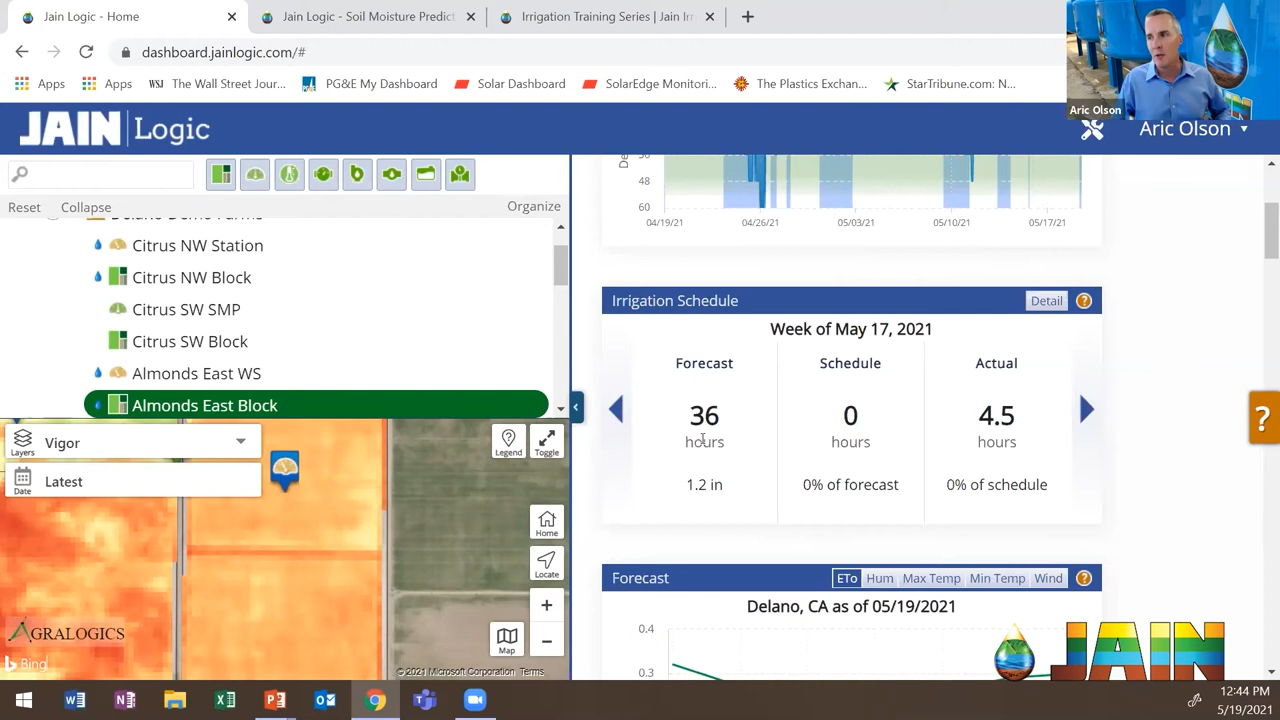 Jain Logic - Home
Jain Logic - Soil Moisture Predict
Irrigation Training Series | Jain Irr
dashboard.jainlogic.com/#
Apps
Apps
WSJ The Wall Street Jour...
PG&E My Dashboard
Solar Dashboard
SolarEdge Monitori...
The Plastics Exchan...
StarTribune.com: N...
Aric Olson
JAIN Logic
Aric Olson
Reset
Collapse
Organize
Delano Demo Farms
Citrus NW Station
Citrus NW Block
Citrus SW SMP
Citrus SW Block
Almonds East WS
Almonds East Block
Layers
Vigor
Date
Latest
Legend
Toggle
Home
Locate
Map
AGRALOGICS
Bing
© 2021 Microsoft Corporation Terms
48
60
04/19/21
04/26/21
05/03/21
05/10/21
05/17/21
Irrigation Schedule
Detail
?
Week of May 17, 2021
Forecast
Schedule
Actual
36
0
4.5
hours
hours
hours
1.2 in
0% of forecast
0% of schedule
?
Forecast
ETo
Hum
Max Temp
Min Temp
Wind
?
Delano, CA as of 05/19/2021
0.4
0.3
JAIN
12:44 PM
5/19/2021